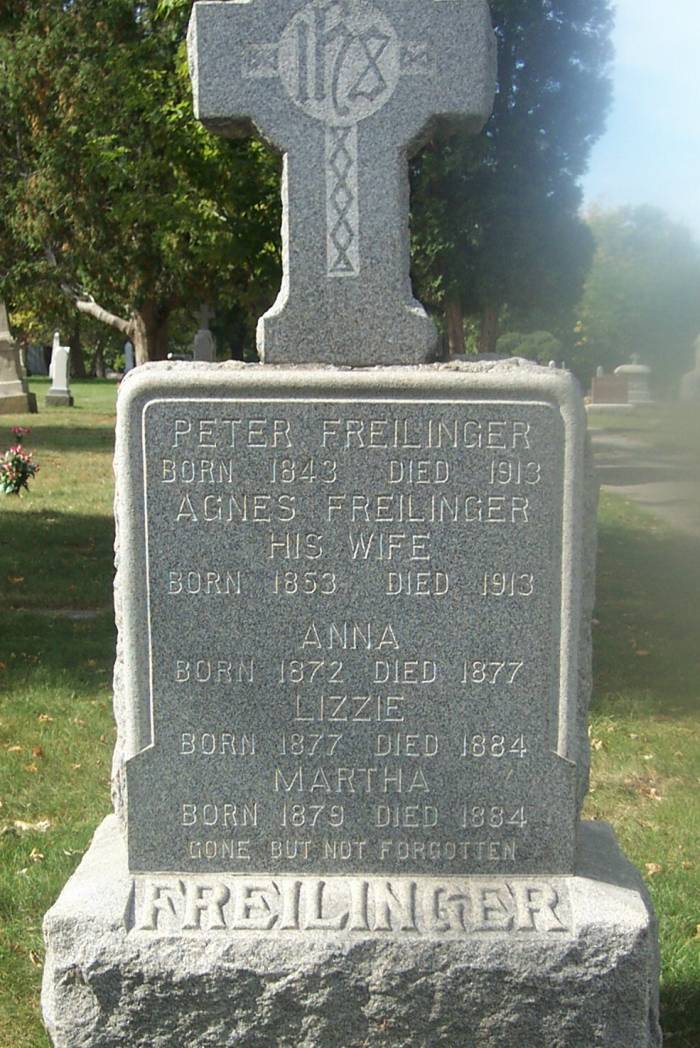 IHS
PETER FREILINGER
BORN 1843 DIED 1913
AGNES FREILINGER
HIS WIFE
BORN 1853 DIED 1913
ANNA
BORN 1872 DIED 1877
LIZZIE
BORN 1877 DIED 1884
MARTHA
BORN 1879 DIED 1884
GONE BUT NOT FORGOTTEN
FREILINGER